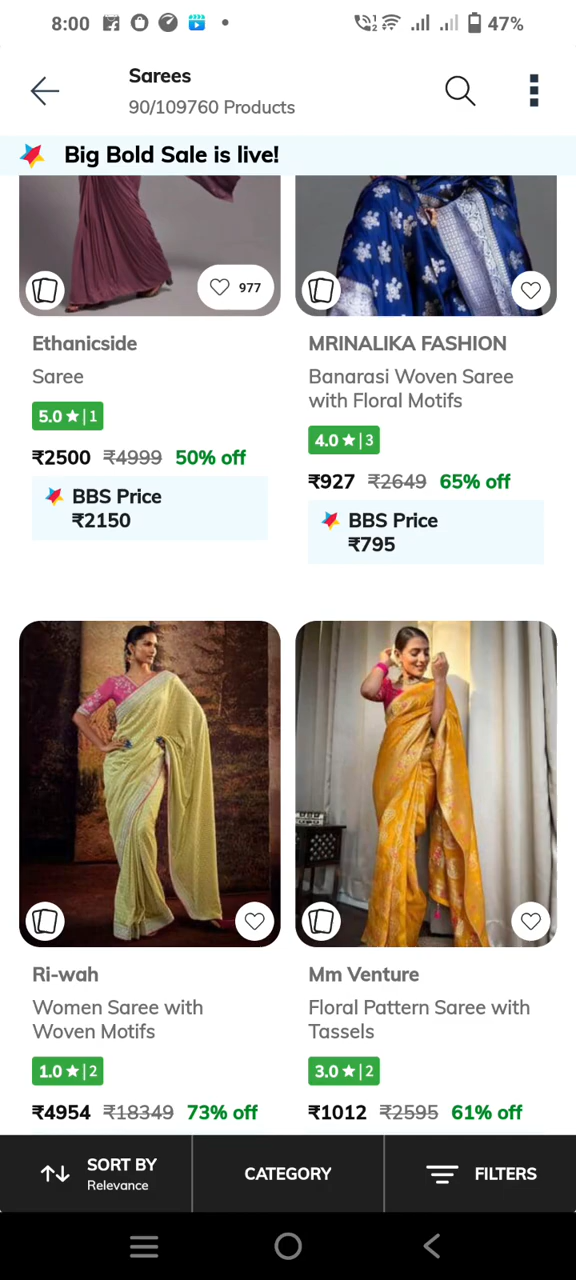 8:00
47%
Sarees
90/109760 Products
Big Bold Sale is live!
977
Ethanicside
Saree
5.0 ★ | 1
₹2500 ₹4999 50% off
BBS Price
₹2150
MRINALIKA FASHION
Banarasi Woven Saree
with Floral Motifs
4.0 ★ | 3
₹927 ₹2649 65% off
BBS Price
₹795
Ri-wah
Women Saree with
Woven Motifs
1.0 ★ | 2
₹4954 ₹18349 73% off
Mm Venture
Floral Pattern Saree with
Tassels
3.0 ★ | 2
₹1012 ₹2595 61% off
SORT BY
Relevance
CATEGORY
FILTERS